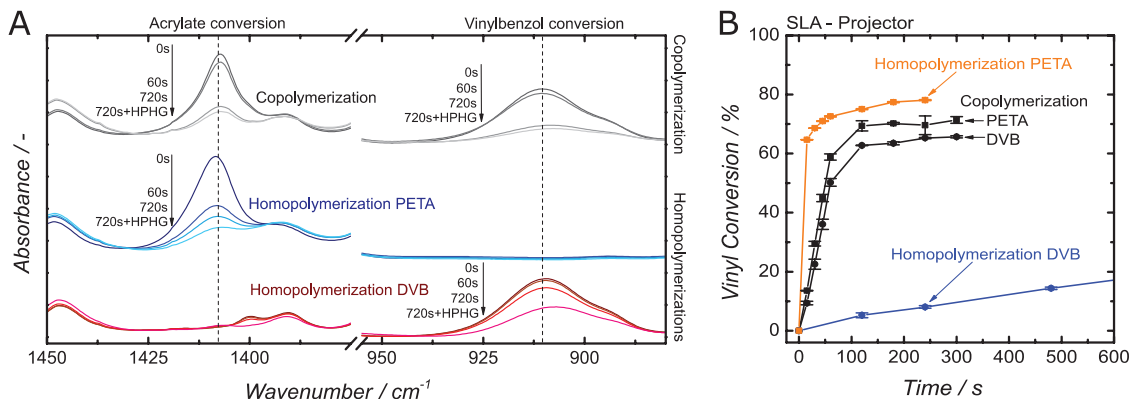 A
Acrylate conversion
Vinylbenzol conversion
0s
60s
720s
720s+HPHG
Copolymerization
0s
60s
720s
720s+HPHG
Copolymerization
0s
60s
720s
720s+HPHG
Homopolymerization PETA
Homopolymerization DVB
0s
60s
720s
720s+HPHG
Homopolymerizations
Absorbance / -
1450
1425
1400
950
925
900
Wavenumber / cm⁻¹
B
SLA - Projector
Homopolymerization PETA
Copolymerization
PETA
DVB
Homopolymerization DVB
Vinyl Conversion / %
100
80
60
40
20
0
0
100
200
300
400
500
600
Time / s